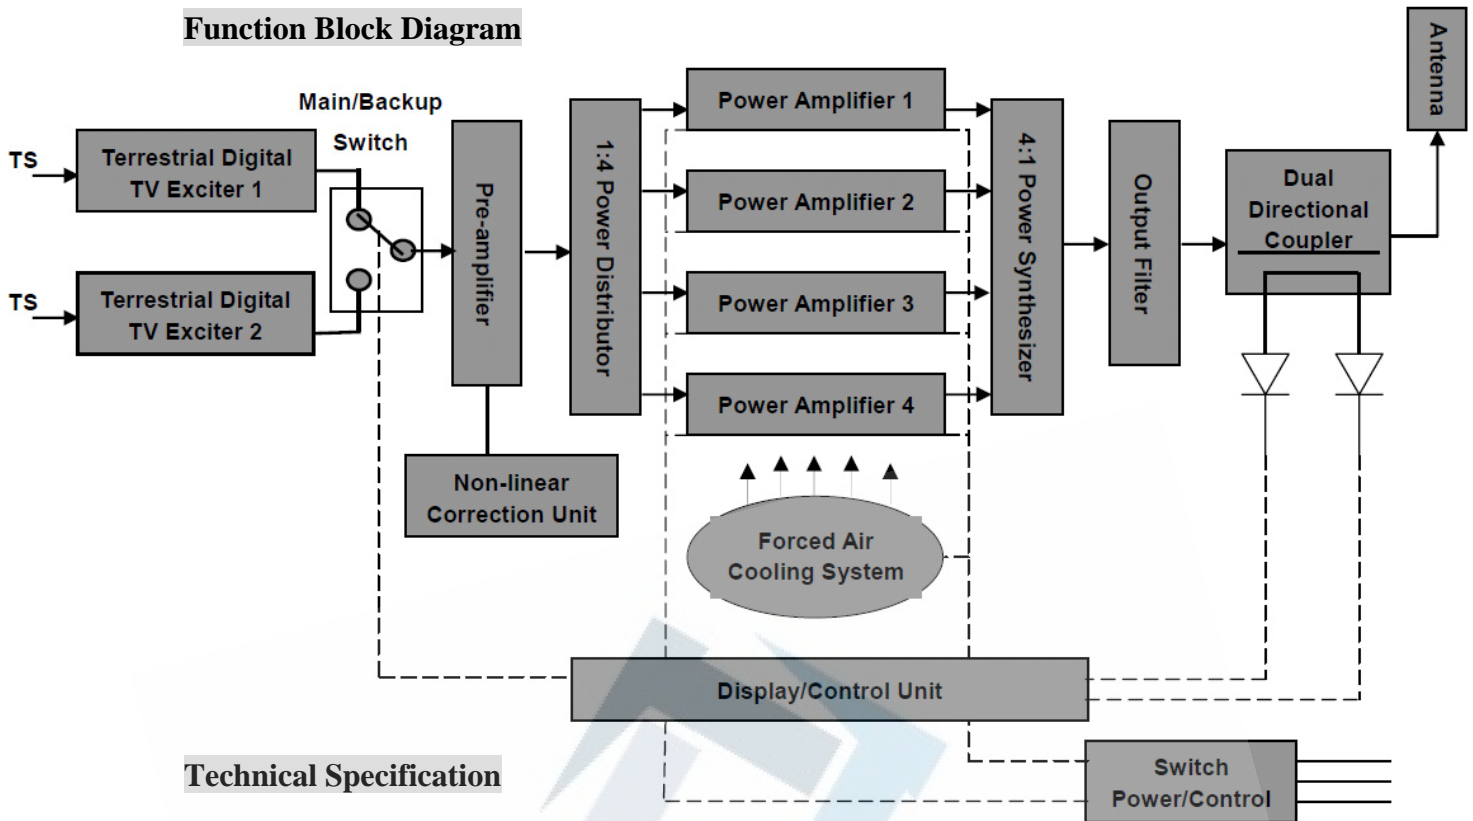 Function Block Diagram
Main/Backup
Switch
TS
Terrestrial Digital
TV Exciter 1
TS
Terrestrial Digital
TV Exciter 2
Pre-amplifier
Non-linear
Correction Unit
1:4 Power Distributor
Power Amplifier 1
Power Amplifier 2
Power Amplifier 3
Power Amplifier 4
Forced Air
Cooling System
4:1 Power Synthesizer
Output Filter
Dual
Directional
Coupler
Antenna
Display/Control Unit
Switch
Power/Control
Technical Specification